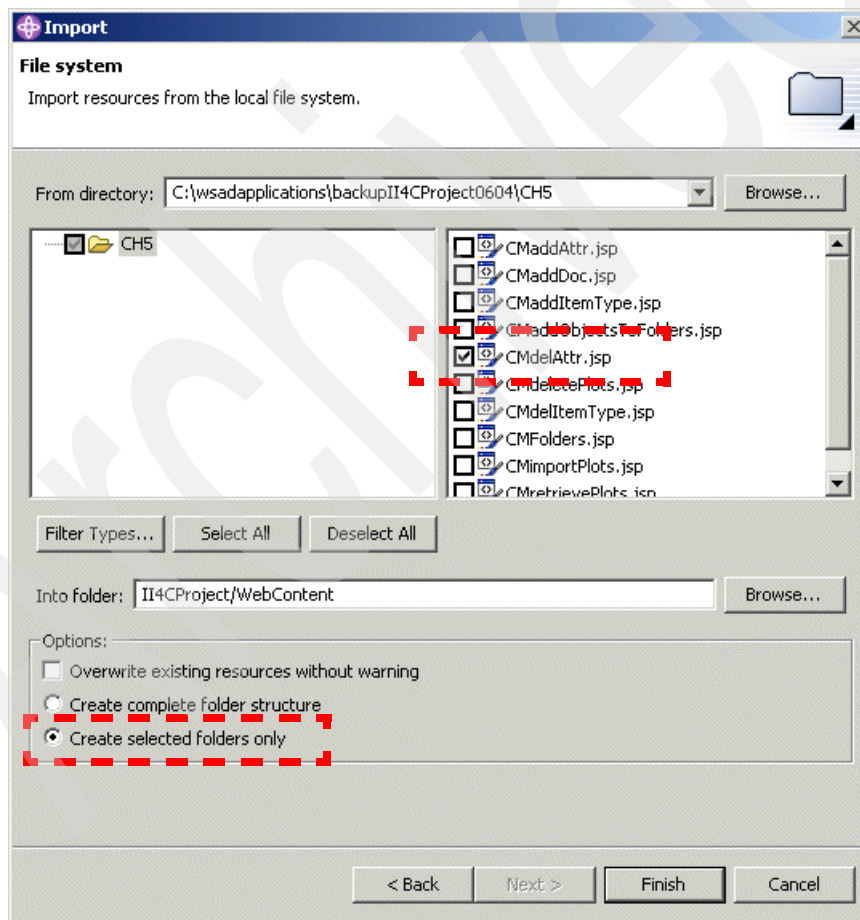 Import
File system
Import resources from the local file system.
From directory: C:\wsadapplications\backupII4CProject0604\CH5 Browse...
CH5
CMaddAttr.jsp
CMaddDoc.jsp
CMaddItemType.jsp
CMaddObjectsToFolders.jsp
CMdelAttr.jsp
CMdeletePlots.jsp
CMdelItemType.jsp
CMFolders.jsp
CMimportPlots.jsp
CMretrievePlots.jsp
Filter Types... Select All Deselect All
Into folder: II4CProject/WebContent Browse...
Options:
Overwrite existing resources without warning
Create complete folder structure
Create selected folders only
< Back Next > Finish Cancel